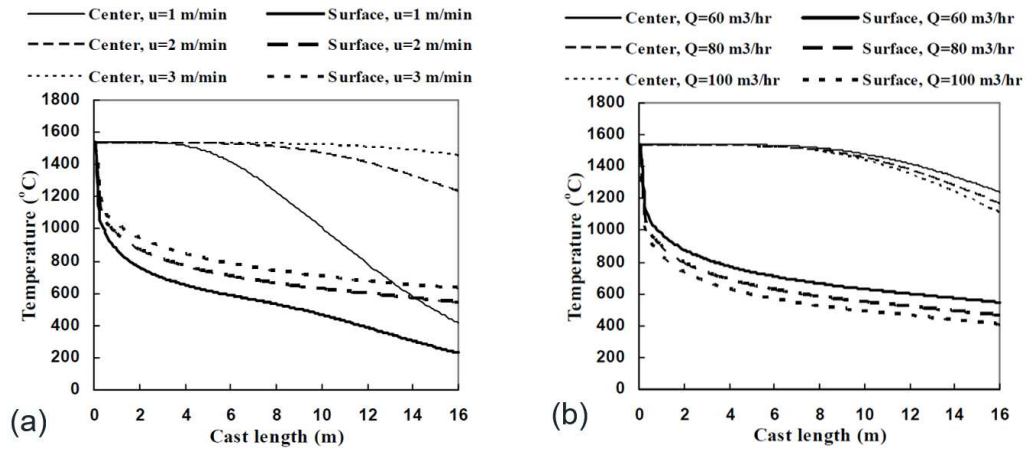 Center, u=1 m/min Surface, u=1 m/min
Center, u=2 m/min Surface, u=2 m/min
Center, u=3 m/min Surface, u=3 m/min
1800
1600
1400
1200
1000
800
600
400
200
0
Temperature (°C)
0 2 4 6 8 10 12 14 16
Cast length (m)
(a)
Center, Q=60 m3/hr Surface, Q=60 m3/hr
Center, Q=80 m3/hr Surface, Q=80 m3/hr
Center, Q=100 m3/hr Surface, Q=100 m3/hr
1800
1600
1400
1200
1000
800
600
400
200
0
Temperature (°C)
0 2 4 6 8 10 12 14 16
Cast length (m)
(b)